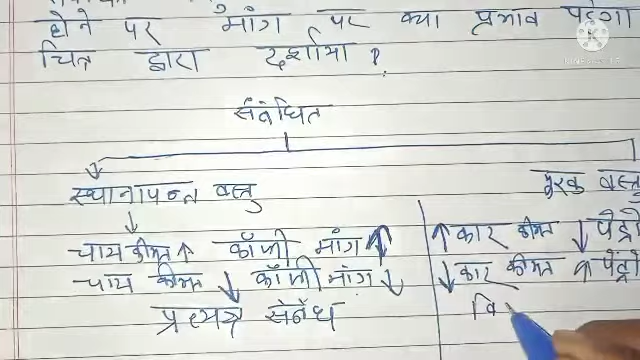 होने पर मांग पर क्या प्रभाव पड़ेगा
चित्र द्वारा दर्शाया।
संबंधित
स्थानापन्न वस्तु
पूरक वस्तु
चाय कीमत ↑ कॉफी मांग ↑
चाय कीमत ↓ कॉफी मांग ↓
प्रत्यक्ष संबंध
↑ कार कीमत ↓ पेट्रो
↓ कार कीमत ↑ पेट्रो
वि